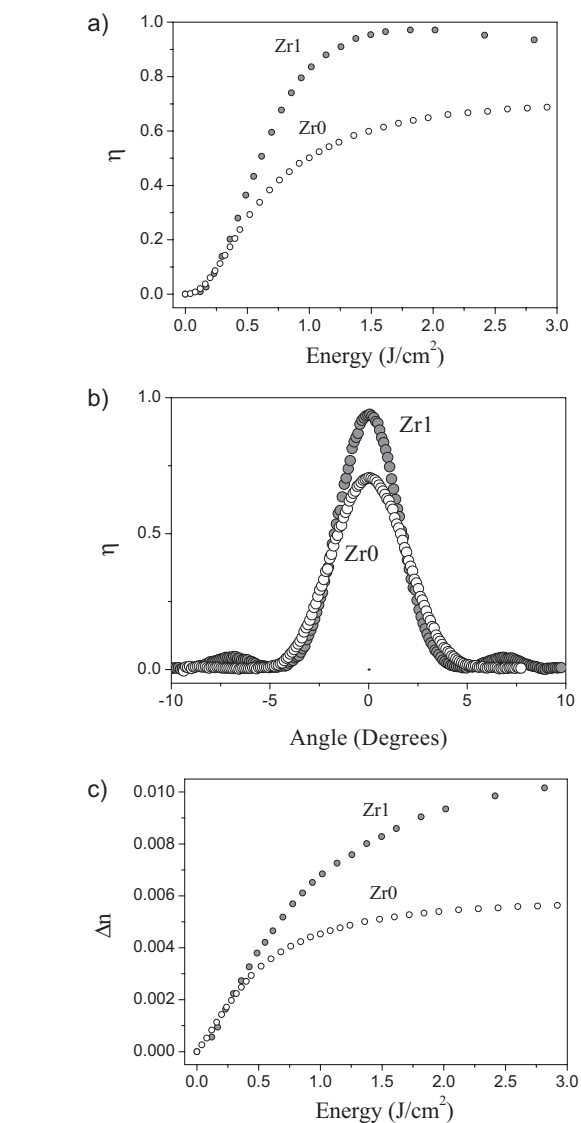 a)
1.0
Zr1
0.8
Zr0
0.6
η
0.4
0.2
0.0
0.0 0.5 1.0 1.5 2.0 2.5 3.0
Energy (J/cm²)
b)
1.0
Zr1
0.5
Zr0
η
0.0
-10 -5 0 5 10
Angle (Degrees)
c)
0.010
Zr1
0.008
0.006
Zr0
Δn
0.004
0.002
0.000
0.0 0.5 1.0 1.5 2.0 2.5 3.0
Energy (J/cm²)